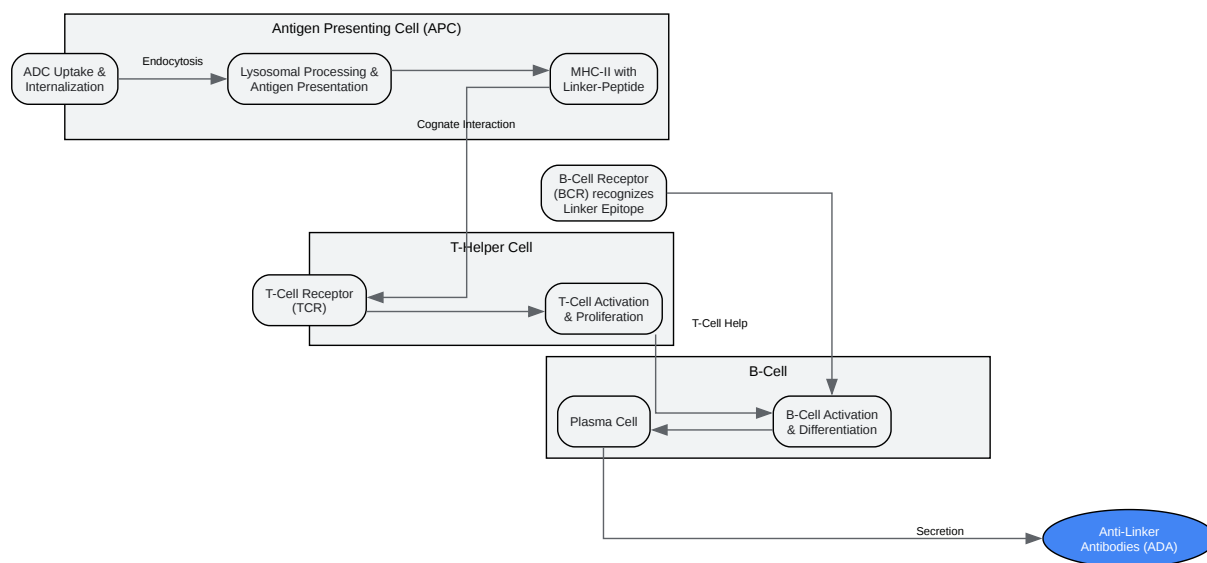 Antigen Presenting Cell (APC)
ADC Uptake &
Internalization
Endocytosis
Lysosomal Processing &
Antigen Presentation
MHC-II with
Linker-Peptide
Cognate Interaction
B-Cell Receptor
(BCR) recognizes
Linker Epitope
T-Helper Cell
T-Cell Receptor
(TCR)
T-Cell Activation
& Proliferation
T-Cell Help
B-Cell
Plasma Cell
B-Cell Activation
& Differentiation
Secretion
Anti-Linker
Antibodies (ADA)